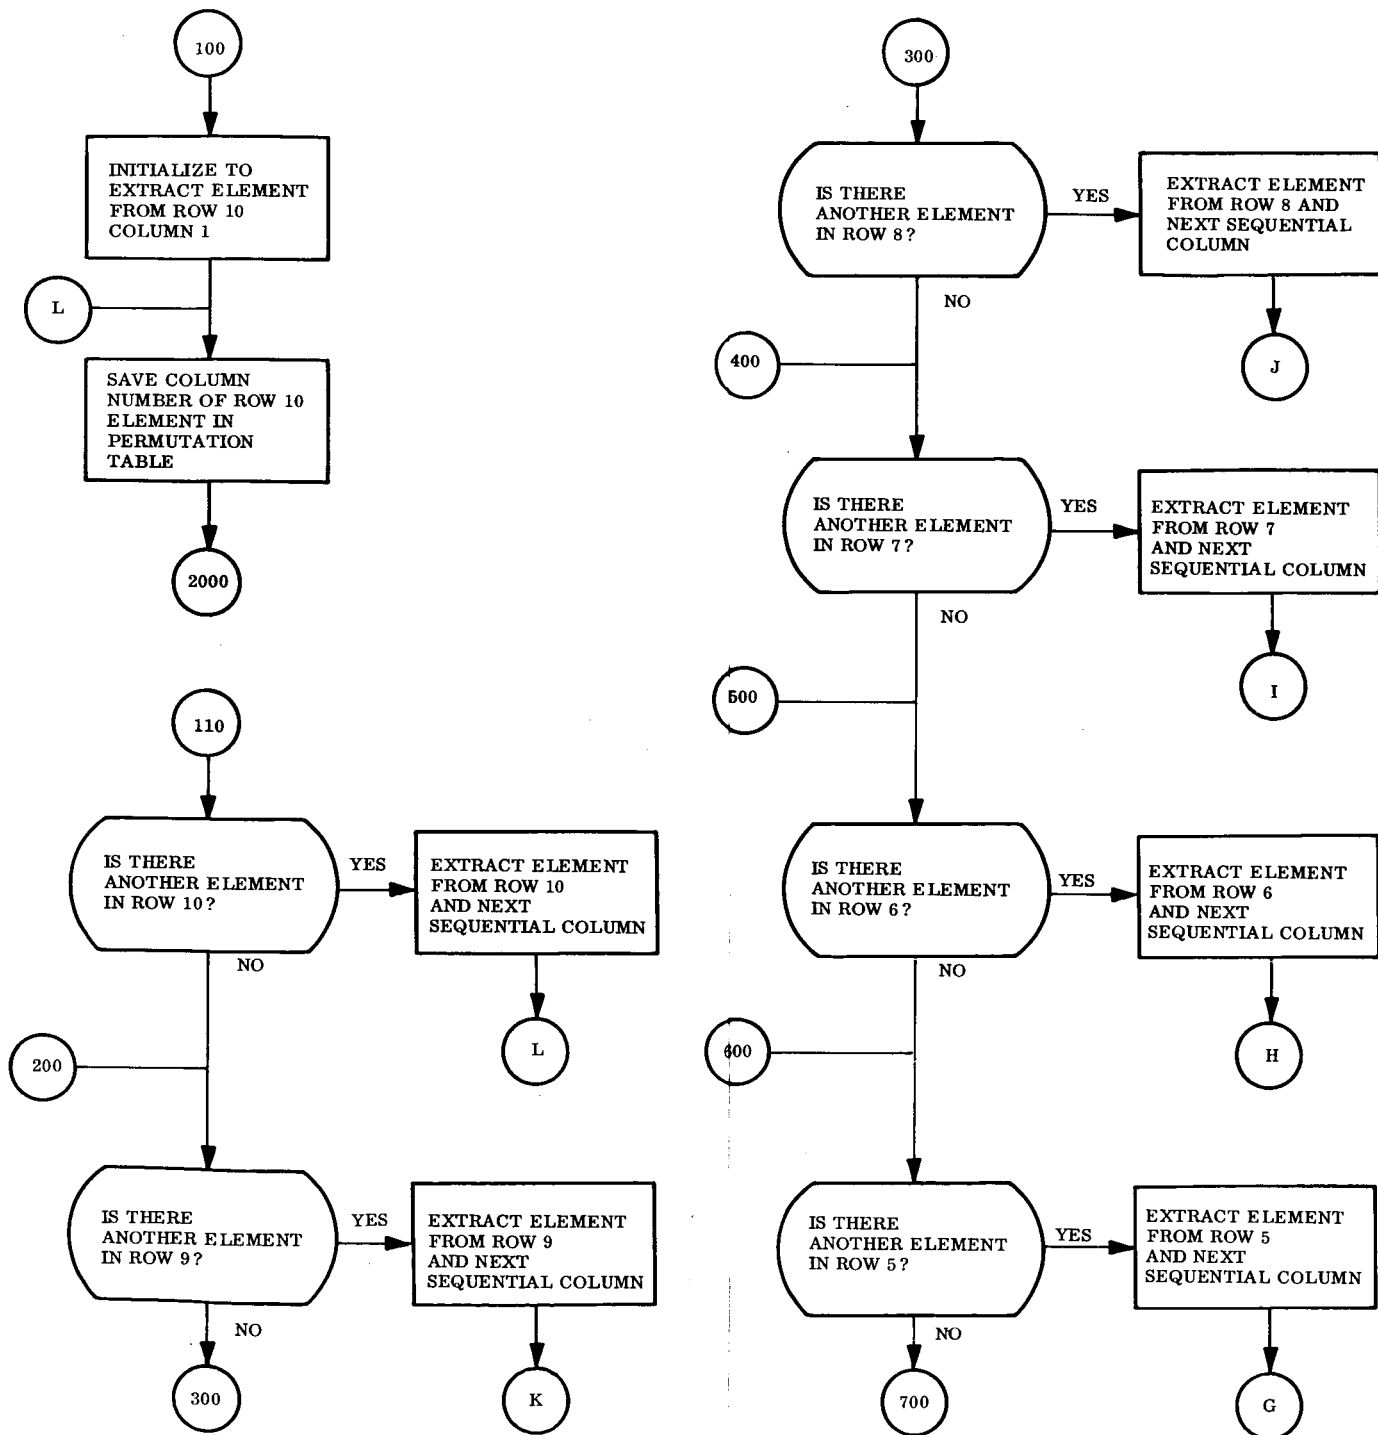 100
INITIALIZE TO
EXTRACT ELEMENT
FROM ROW 10
COLUMN 1
L
SAVE COLUMN
NUMBER OF ROW 10
ELEMENT IN
PERMUTATION
TABLE
2000
110
IS THERE
ANOTHER ELEMENT
IN ROW 10?
YES
EXTRACT ELEMENT
FROM ROW 10
AND NEXT
SEQUENTIAL COLUMN
NO
L
200
IS THERE
ANOTHER ELEMENT
IN ROW 9?
YES
EXTRACT ELEMENT
FROM ROW 9
AND NEXT
SEQUENTIAL COLUMN
NO
300
K
300
IS THERE
ANOTHER ELEMENT
IN ROW 8?
YES
EXTRACT ELEMENT
FROM ROW 8 AND
NEXT SEQUENTIAL
COLUMN
NO
J
400
IS THERE
ANOTHER ELEMENT
IN ROW 7?
YES
EXTRACT ELEMENT
FROM ROW 7
AND NEXT
SEQUENTIAL COLUMN
NO
I
500
IS THERE
ANOTHER ELEMENT
IN ROW 6?
YES
EXTRACT ELEMENT
FROM ROW 6
AND NEXT
SEQUENTIAL COLUMN
NO
H
600
IS THERE
ANOTHER ELEMENT
IN ROW 5?
YES
EXTRACT ELEMENT
FROM ROW 5
AND NEXT
SEQUENTIAL COLUMN
NO
700
G